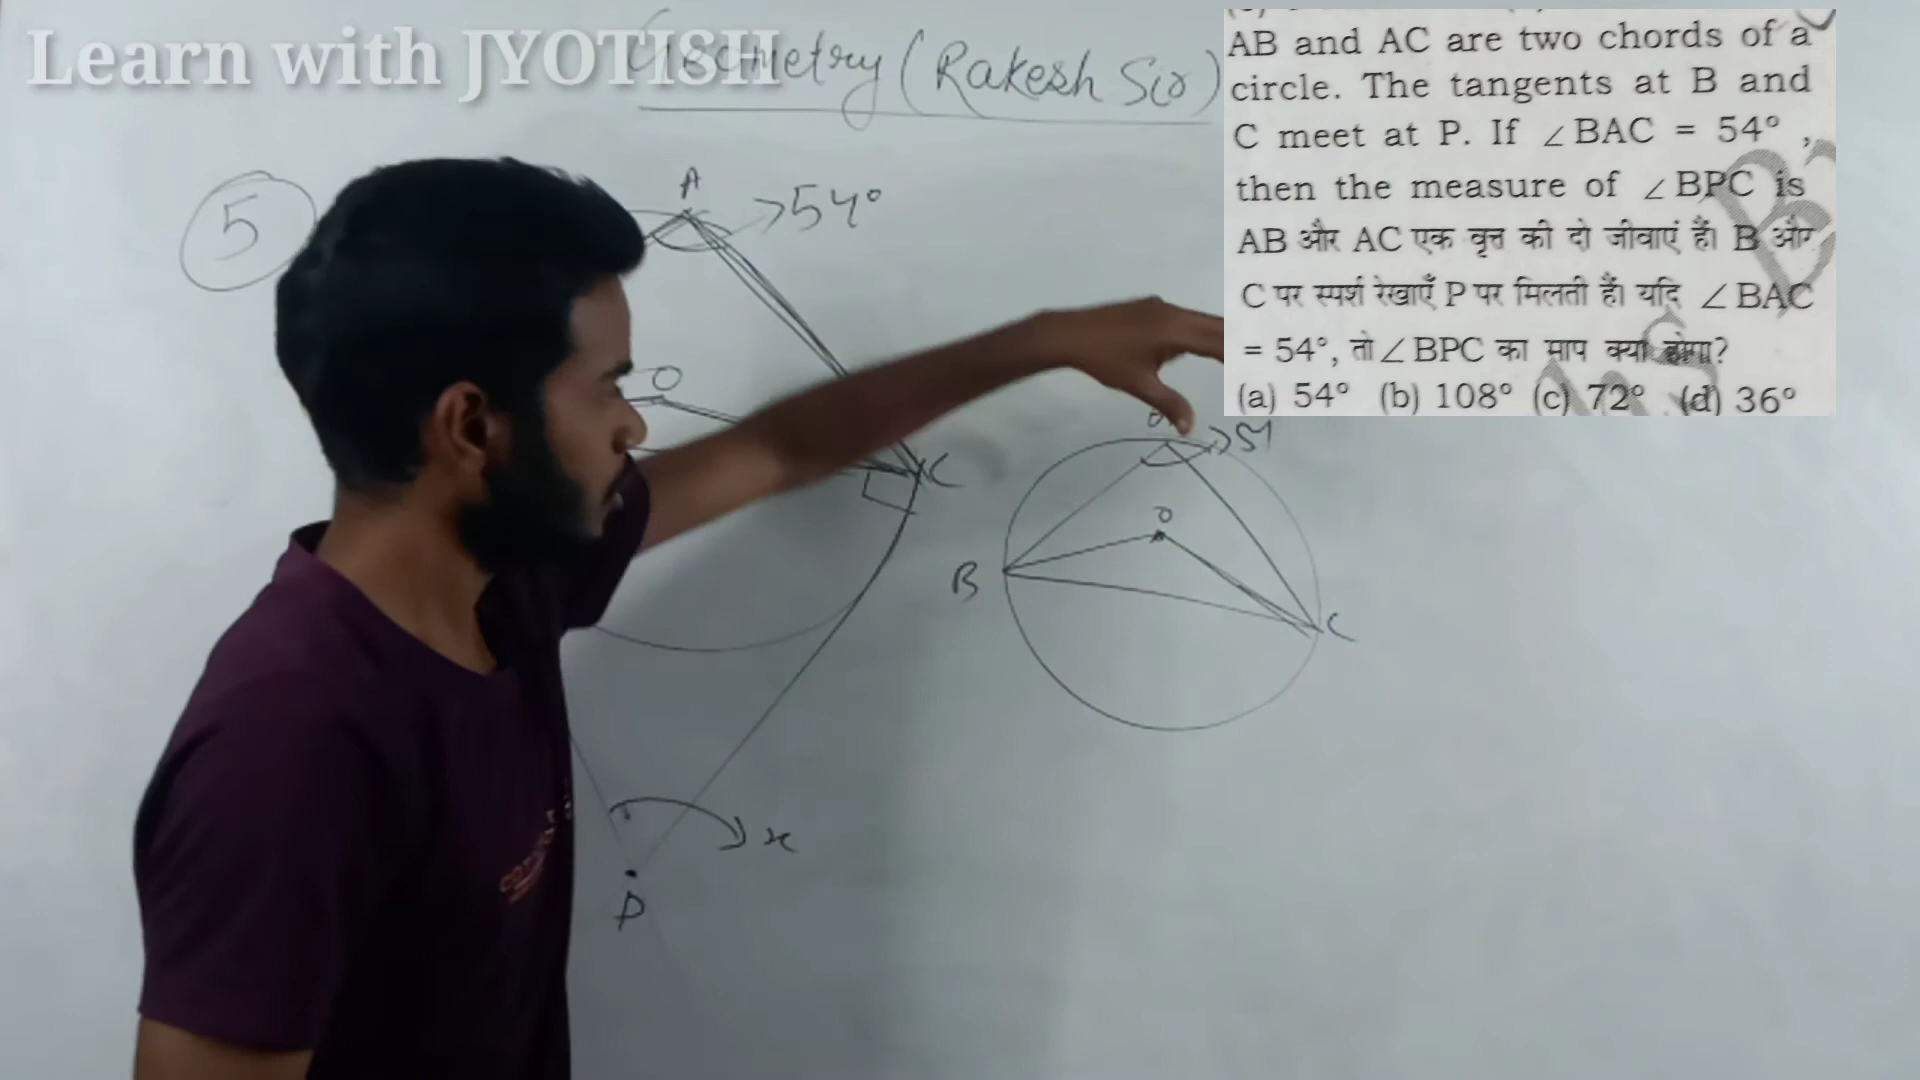 Learn with JYOTISH
Geometry (Rakesh Sir)
AB and AC are two chords of a
circle. The tangents at B and
C meet at P. If ∠BAC = 54° ,
then the measure of ∠BPC is
AB और AC एक वृत्त की दो जीवाएं हैं। B और
C पर स्पर्श रेखाएँ P पर मिलती हैं। यदि ∠BAC
= 54°, तो ∠BPC का माप क्या होगा?
(a) 54° (b) 108° (c) 72° (d) 36°
5
A
54°
O
C
x
P
O
B
C